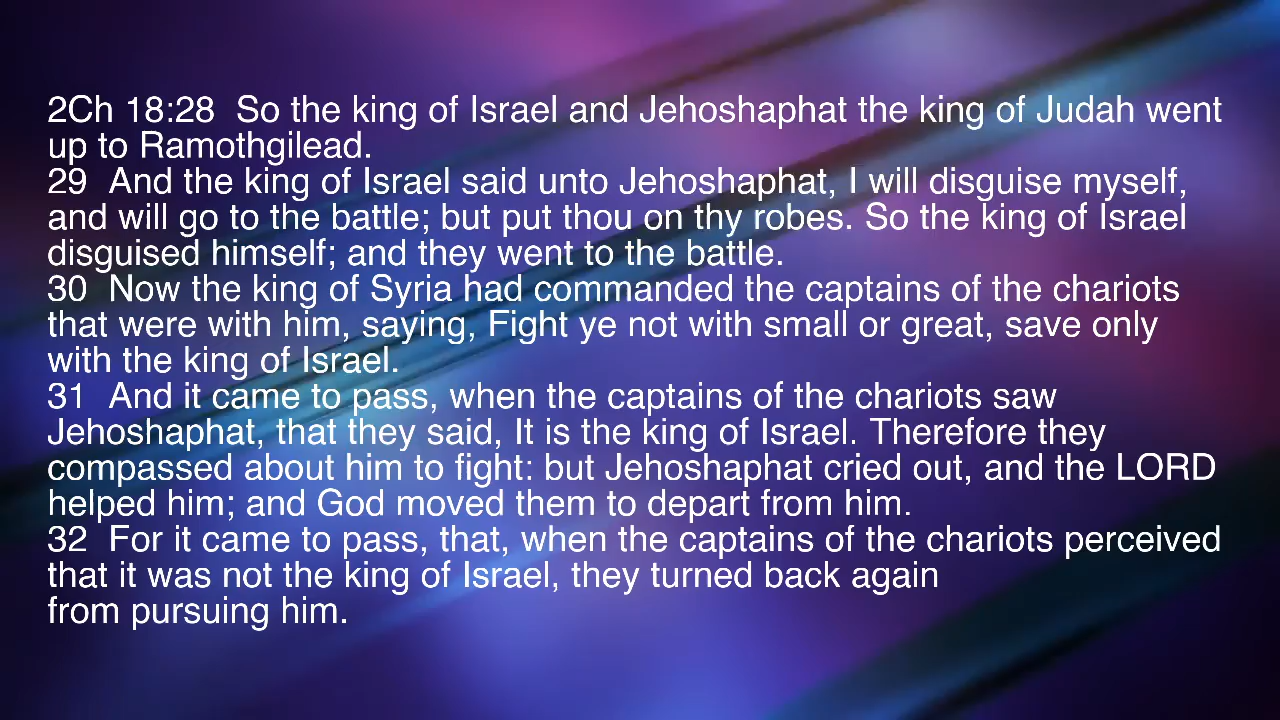 2Ch 18:28  So the king of Israel and Jehoshaphat the king of Judah went
up to Ramothgilead.
29  And the king of Israel said unto Jehoshaphat, I will disguise myself,
and will go to the battle; but put thou on thy robes. So the king of Israel
disguised himself; and they went to the battle.
30  Now the king of Syria had commanded the captains of the chariots
that were with him, saying, Fight ye not with small or great, save only
with the king of Israel.
31  And it came to pass, when the captains of the chariots saw
Jehoshaphat, that they said, It is the king of Israel. Therefore they
compassed about him to fight: but Jehoshaphat cried out, and the LORD
helped him; and God moved them to depart from him.
32  For it came to pass, that, when the captains of the chariots perceived
that it was not the king of Israel, they turned back again
from pursuing him.